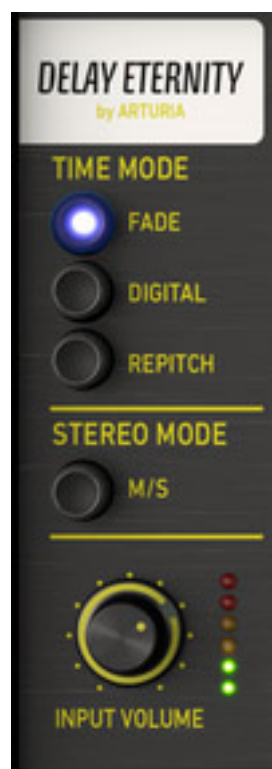 DELAY ETERNITY
by ARTURIA
TIME MODE
FADE
DIGITAL
REPITCH
STEREO MODE
M/S
INPUT VOLUME